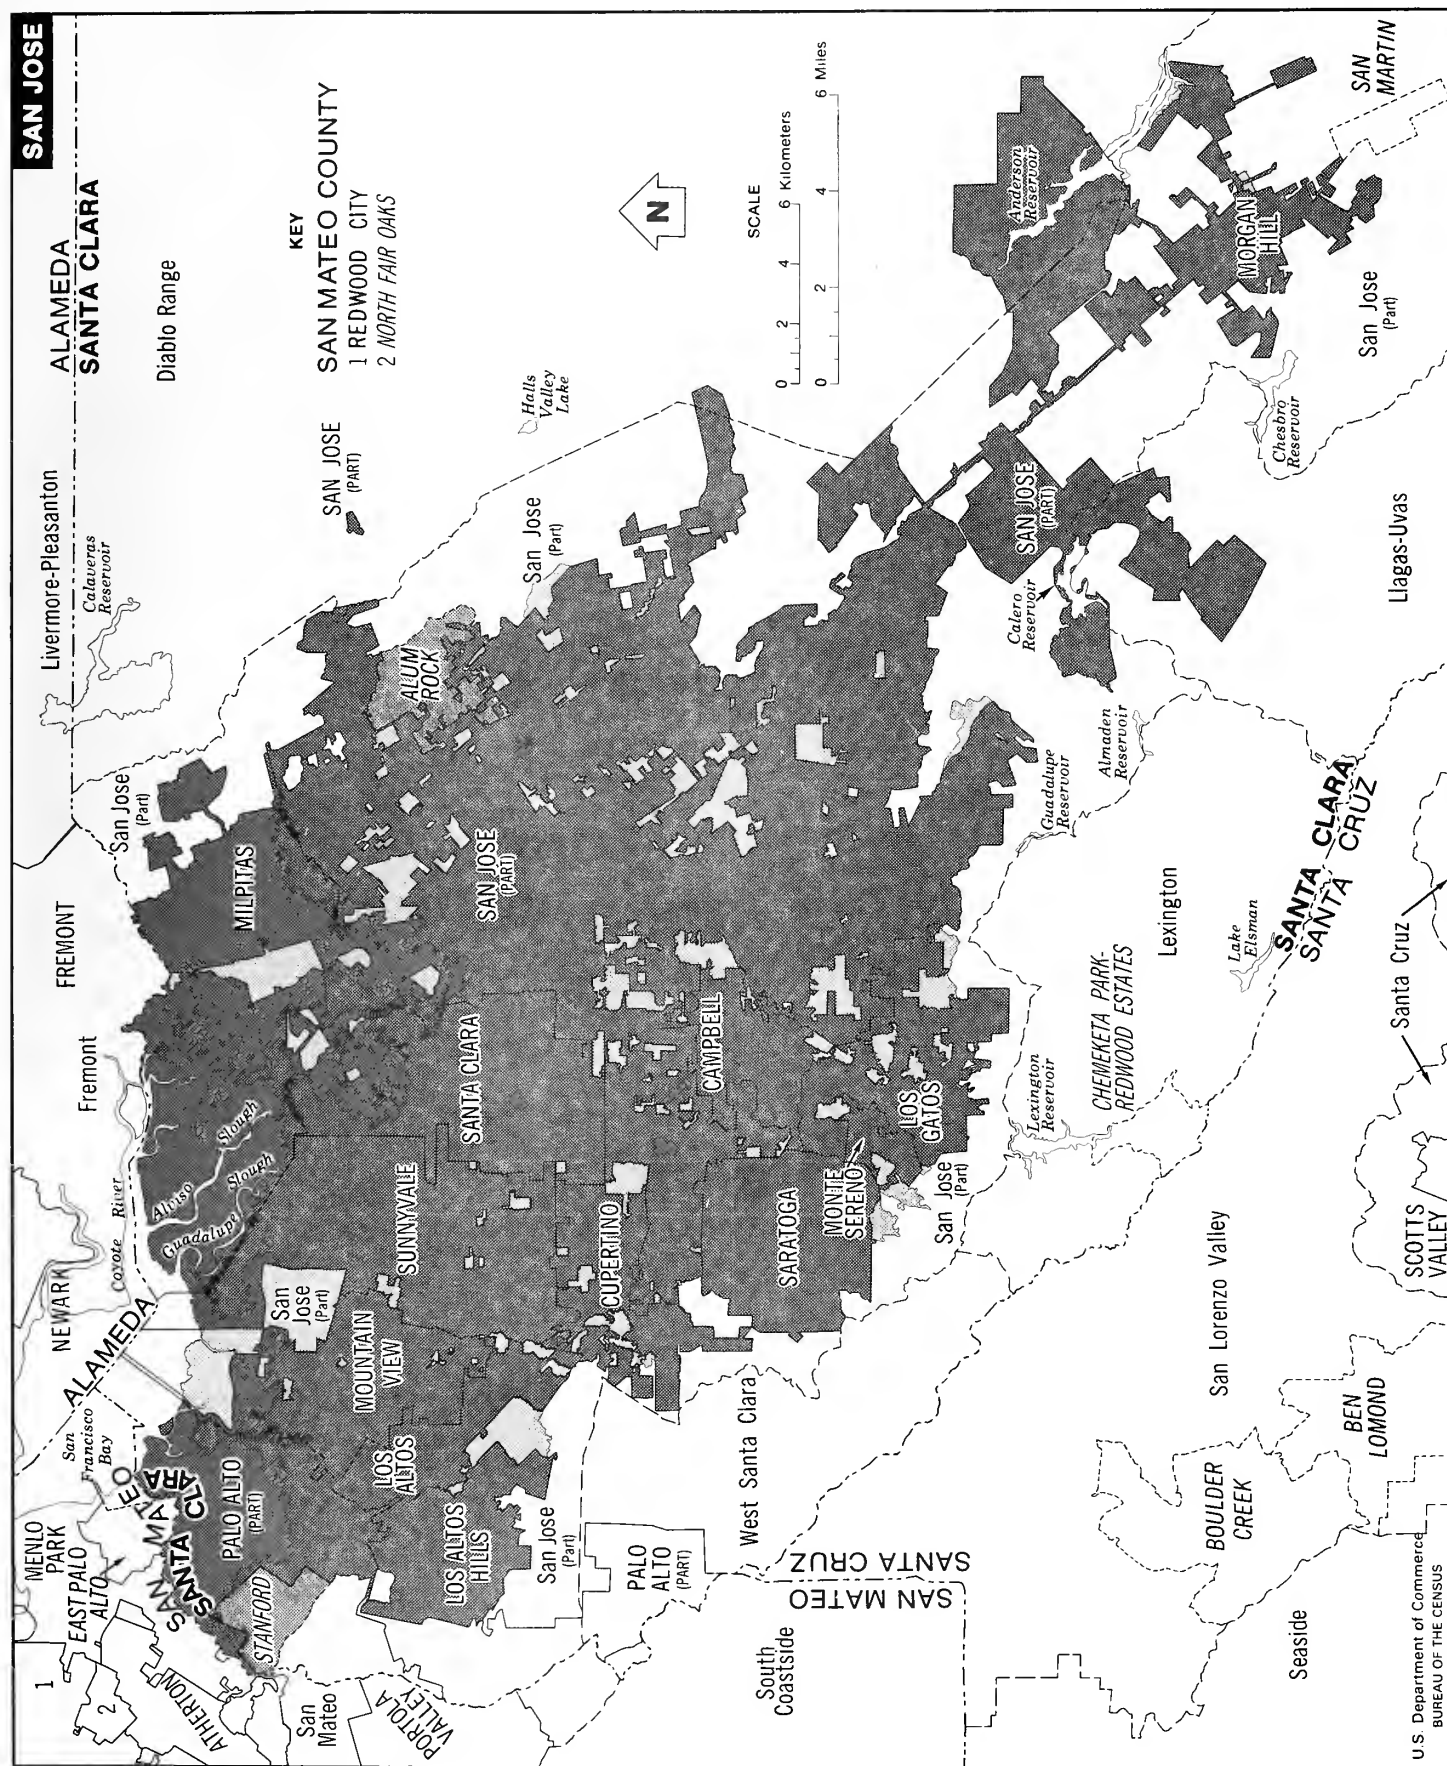 SAN JOSE
ALAMEDA
SANTA CLARA
Livermore-Pleasanton
Calaveras
Reservoir
Diablo Range
KEY
SAN MATEO COUNTY
1 REDWOOD CITY
2 NORTH FAIR OAKS
N
SCALE
0 2 4 6 Kilometers
0 2 4 6 Miles
SAN JOSE
(PART)
Halls
Valley
Lake
San Jose
(Part)
Anderson
Reservoir
SAN
MARTIN
MORGAN
HILL
San Jose
(Part)
Chesbro
Reservoir
SAN JOSE
(PART)
Calero
Reservoir
Llagas-Uvas
FREMONT
Fremont
San Jose
(Part)
MILPITAS
ALUM
ROCK
SAN JOSE
(PART)
Almaden
Reservoir
Guadalupe
Reservoir
Lexington
Lake
Elsman
SANTA CLARA
SANTA CRUZ
Santa Cruz
NEWARK
Coyote River
Alviso Slough
Guadalupe Slough
SANTA CLARA
SUNNYVALE
CAMPBELL
CUPERTINO
SARATOGA
MONTE
SERENO
LOS
GATOS
San Jose
(Part)
Lexington
Reservoir
CHEMEKETA PARK-
REDWOOD ESTATES
SCOTTS
VALLEY
San Lorenzo Valley
ALAMEDA
San
Francisco
Bay
SAN MATEO
SANTA CLARA
San
Jose
(Part)
MOUNTAIN
VIEW
LOS
ALTOS
PALO ALTO
(PART)
LOS ALTOS
HILLS
San Jose
(Part)
PALO
ALTO
(PART)
West Santa Clara
SANTA CRUZ
SAN MATEO
BOULDER
CREEK
BEN
LOMOND
MENLO
PARK
EAST PALO
ALTO
STANFORD
1
2
ATHERTON
San
Mateo
PORTOLA
VALLEY
South
Coastside
Seaside
U.S. Department of Commerce
BUREAU OF THE CENSUS